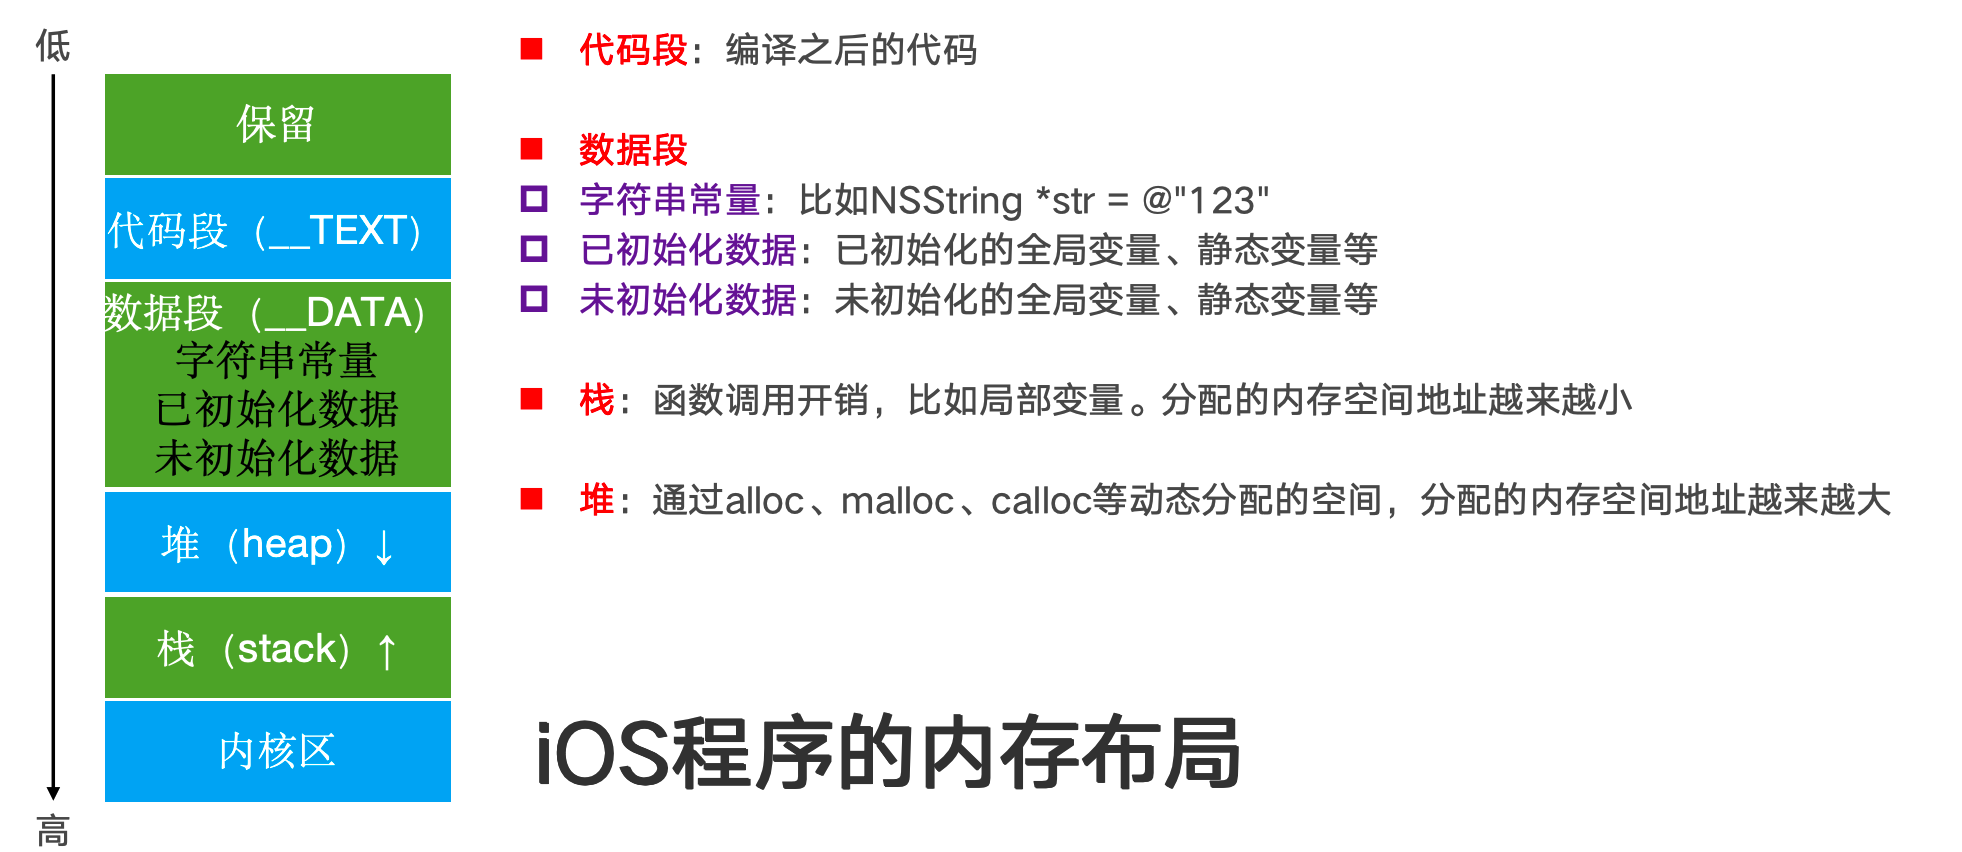 低
保留
代码段（__TEXT）
数据段（__DATA）
字符串常量
已初始化数据
未初始化数据
堆（heap）↓
栈（stack）↑
内核区
高
代码段：编译之后的代码
数据段
字符串常量：比如NSString *str = @"123"
已初始化数据：已初始化的全局变量、静态变量等
未初始化数据：未初始化的全局变量、静态变量等
栈：函数调用开销，比如局部变量。分配的内存空间地址越来越小
堆：通过alloc、malloc、calloc等动态分配的空间，分配的内存空间地址越来越大
iOS程序的内存布局